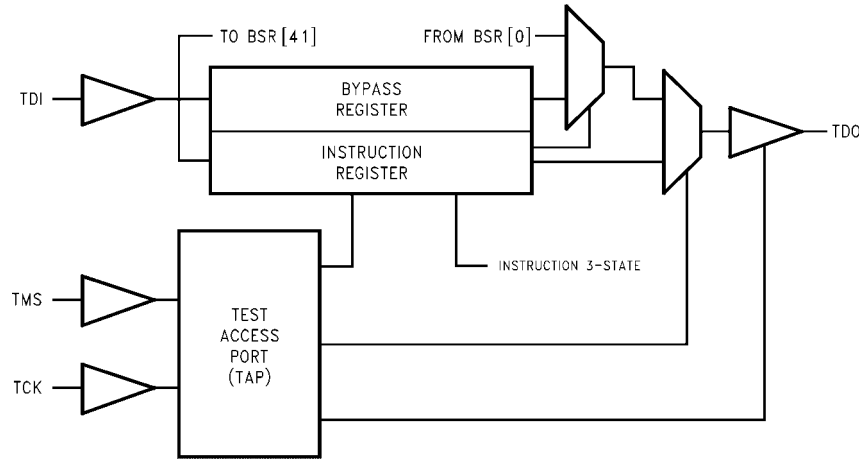 TO BSR [41]
FROM BSR [0]
TDI
BYPASS
REGISTER
TDO
INSTRUCTION
REGISTER
INSTRUCTION 3-STATE
TMS
TEST
ACCESS
PORT
(TAP)
TCK